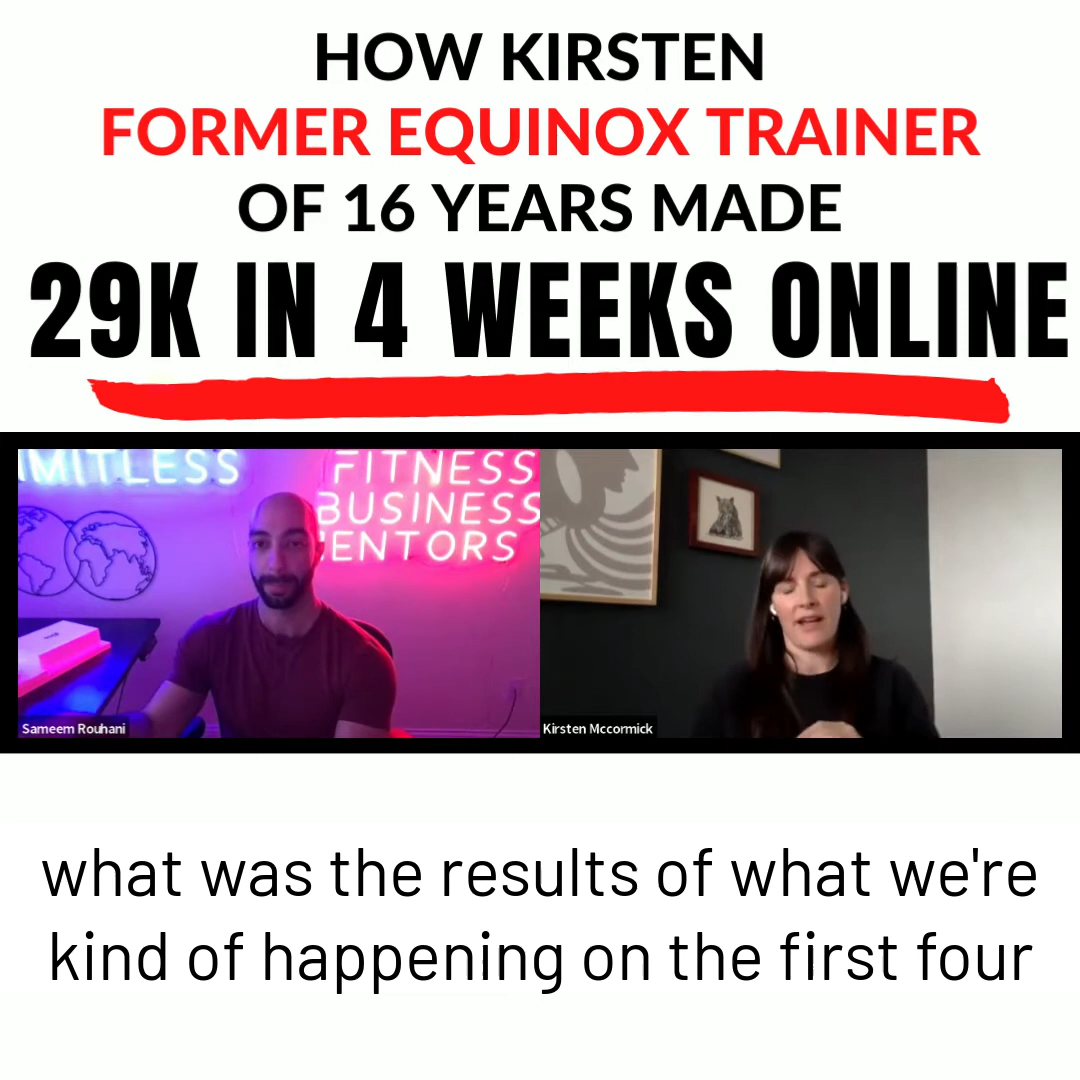 HOW KIRSTEN
FORMER EQUINOX TRAINER
OF 16 YEARS MADE
29K IN 4 WEEKS ONLINE
MITLESS
FITNESS
BUSINESS
ENTORS
Sameem Rouhani
Kirsten Mccormick
what was the results of what we're
kind of happening on the first four